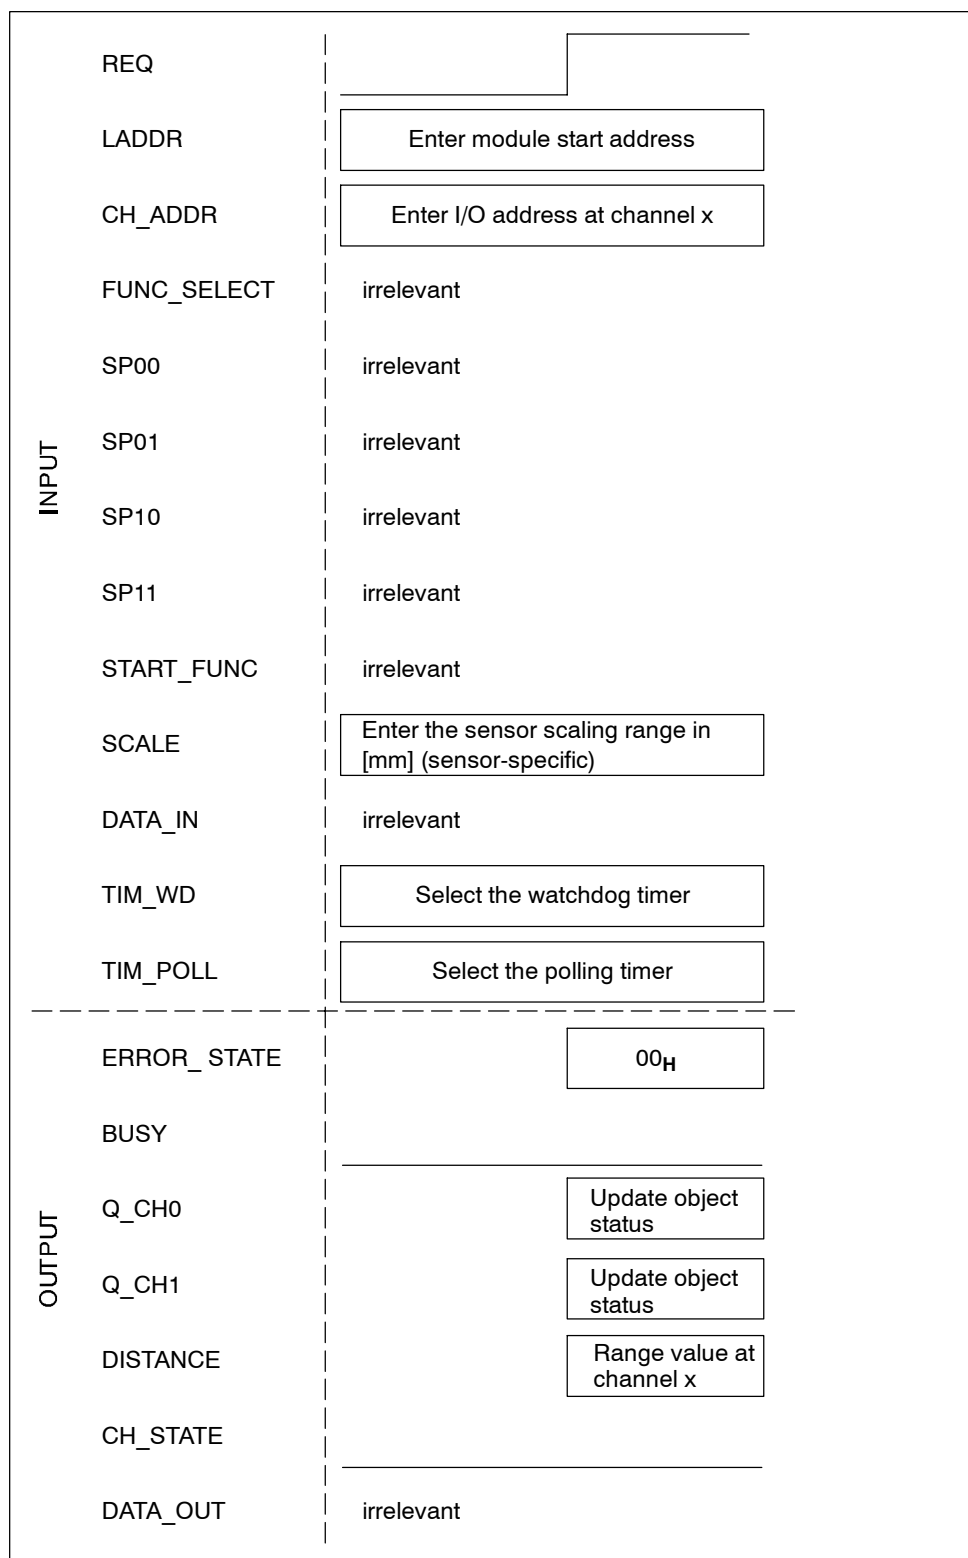 REQ
LADDR Enter module start address
CH_ADDR Enter I/O address at channel x
FUNC_SELECT irrelevant
SP00 irrelevant
INPUT
SP01 irrelevant
SP10 irrelevant
SP11 irrelevant
START_FUNC irrelevant
SCALE Enter the sensor scaling range in
[mm] (sensor-specific)
DATA_IN irrelevant
TIM_WD Select the watchdog timer
TIM_POLL Select the polling timer
ERROR_ STATE 00H
BUSY
OUTPUT
Q_CH0 Update object
status
Q_CH1 Update object
status
DISTANCE Range value at
channel x
CH_STATE
DATA_OUT irrelevant